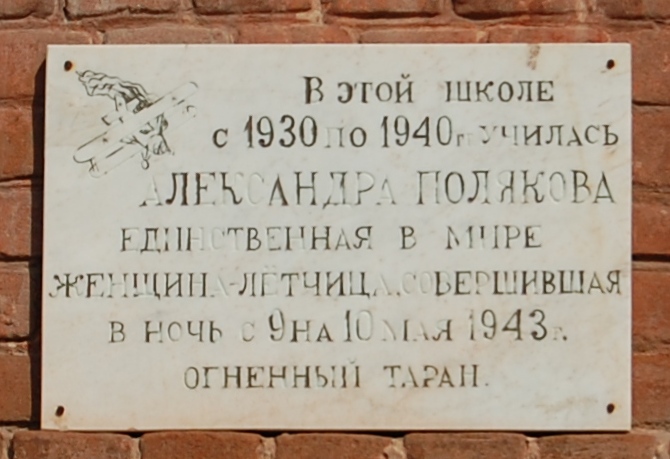 В этой школе
с 1930 по 1940 г. училась
АЛЕКСАНДРА ПОЛЯКОВА
единственная в мире
женщина-лётчица, совершившая
в ночь с 9 на 10 мая 1943 г.
огненный таран.